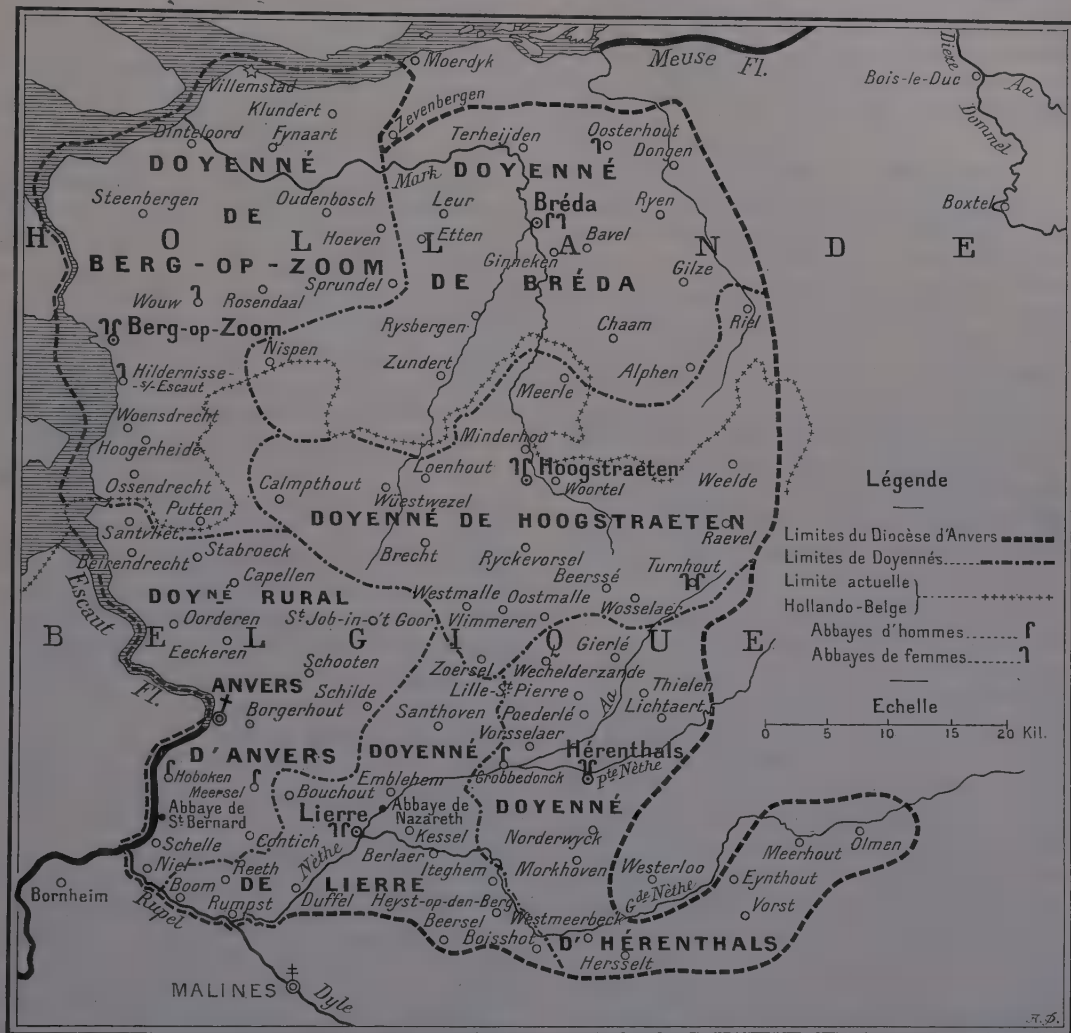 Moerdyk
Meuse Fl.
Dieze
Bois-le-Duc
Aa
Dommel
Boxtel
Villemstad
Klundert
Zevenbergen
Dinteloord
Fynaart
Terheijden
Oosterhout
Dongen
DOYENNÉ
DE
BERG-OP-ZOOM
Mark
DOYENNÉ
DE BRÉDA
Steenbergen
Oudenbosch
Leur
Bréda
Ryen
HOLLANDE
Hoeven
Etten
Bavel
Ginneken
Gilze
Sprundel
Wouw
Rosendaal
Berg-op-Zoom
Rysbergen
Chaam
Riel
Nispen
Zundert
Alphen
Hildernisse
-s/-Escaut
Meerle
Woensdrecht
Minderhou
Hoogerheide
Loenhout
Hoogstraeten
Ossendrecht
Calmpthout
Wüestwezel
Woortel
Weelde
Putten
DOYENNÉ DE HOOGSTRAETEN
Santvliet
Raevel
Stabroeck
Brecht
Ryckevorsel
Beirendrecht
Beerssé
Turnhout
Escaut
Fl.
Capellen
DOYNÉ RURAL
D'ANVERS
Westmalle
Oostmalle
Wosselaer
Oorderen
St Job-in-o't Goor
Vlimmeren
BELGIQUE
Eeckeren
Gierlé
Schooten
Zoersel
Wechelderzande
ANVERS
Schilde
Lille-St Pierre
Thielen
Borgerhout
Santhoven
Poederlé
Lichtaert
Vorsselaer
Aa
DOYENNÉ
DE LIERRE
Hérenthals
Hoboken
Emblehem
Grobbedonck
Pte Nèthe
Meersel
Bouchout
Abbaye de
St Bernard
Lierre
Abbaye de
Nazareth
DOYENNÉ
D'HÉRENTHALS
Schelle
Contich
Kessel
Norderwyck
Meerhout
Olmen
Niel
Reeth
Nèthe
Berlaer
Morkhöven
Westerloo
Eynthout
Bornheim
Boom
Iteghem
Gde Nèthe
Rumpst
Duffel
Heyst-op-den-Berg
Vorst
Rupel
Beersel
Westmeerbeck
Boisshot
Hersselt
MALINES
Dyle
Légende
Limites du Diocèse d'Anvers
Limites de Doyennés
Limite actuelle
Hollando-Belge
Abbayes d'hommes
Abbayes de femmes
Echelle
0 5 10 15 20 Kil.